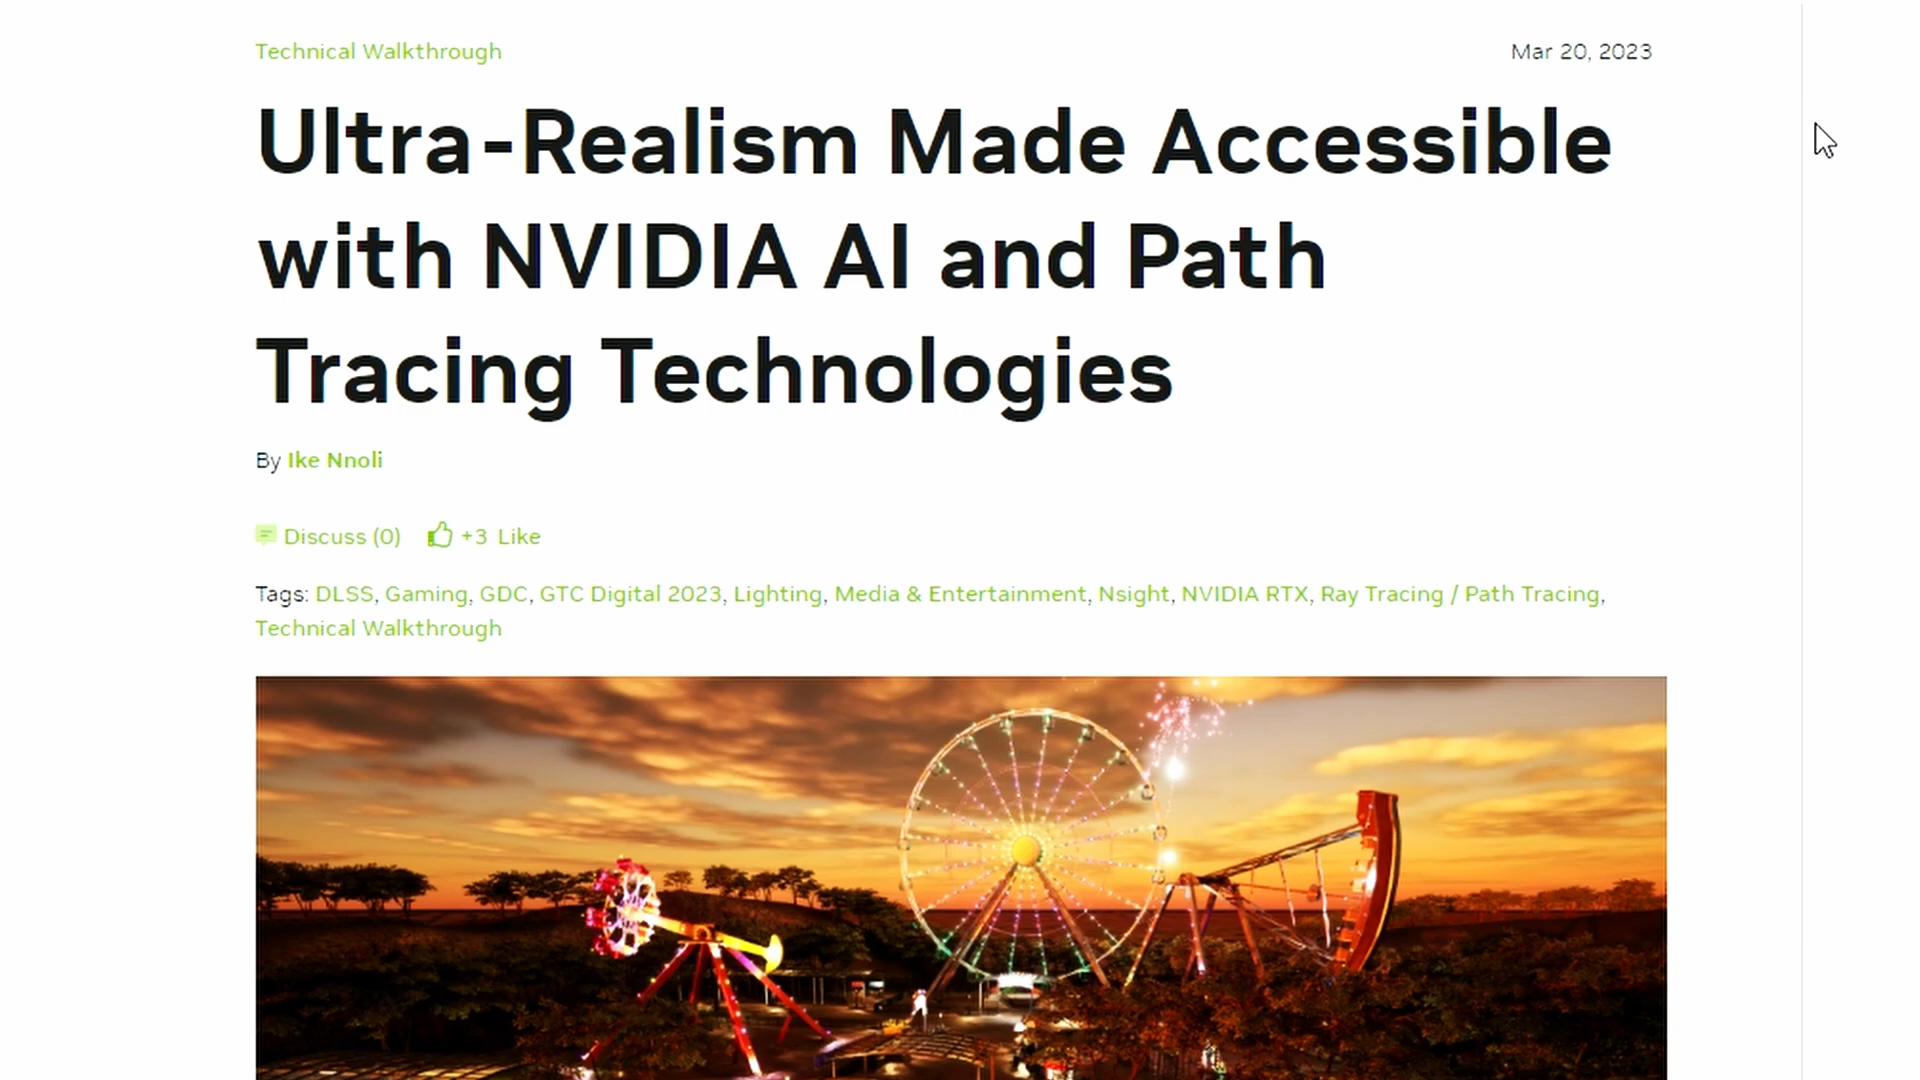 Technical Walkthrough
Mar 20, 2023
Ultra-Realism Made Accessible
with NVIDIA AI and Path
Tracing Technologies
By Ike Nnoli
Discuss (0) +3 Like
Tags: DLSS, Gaming, GDC, GTC Digital 2023, Lighting, Media & Entertainment, Nsight, NVIDIA RTX, Ray Tracing / Path Tracing,
Technical Walkthrough